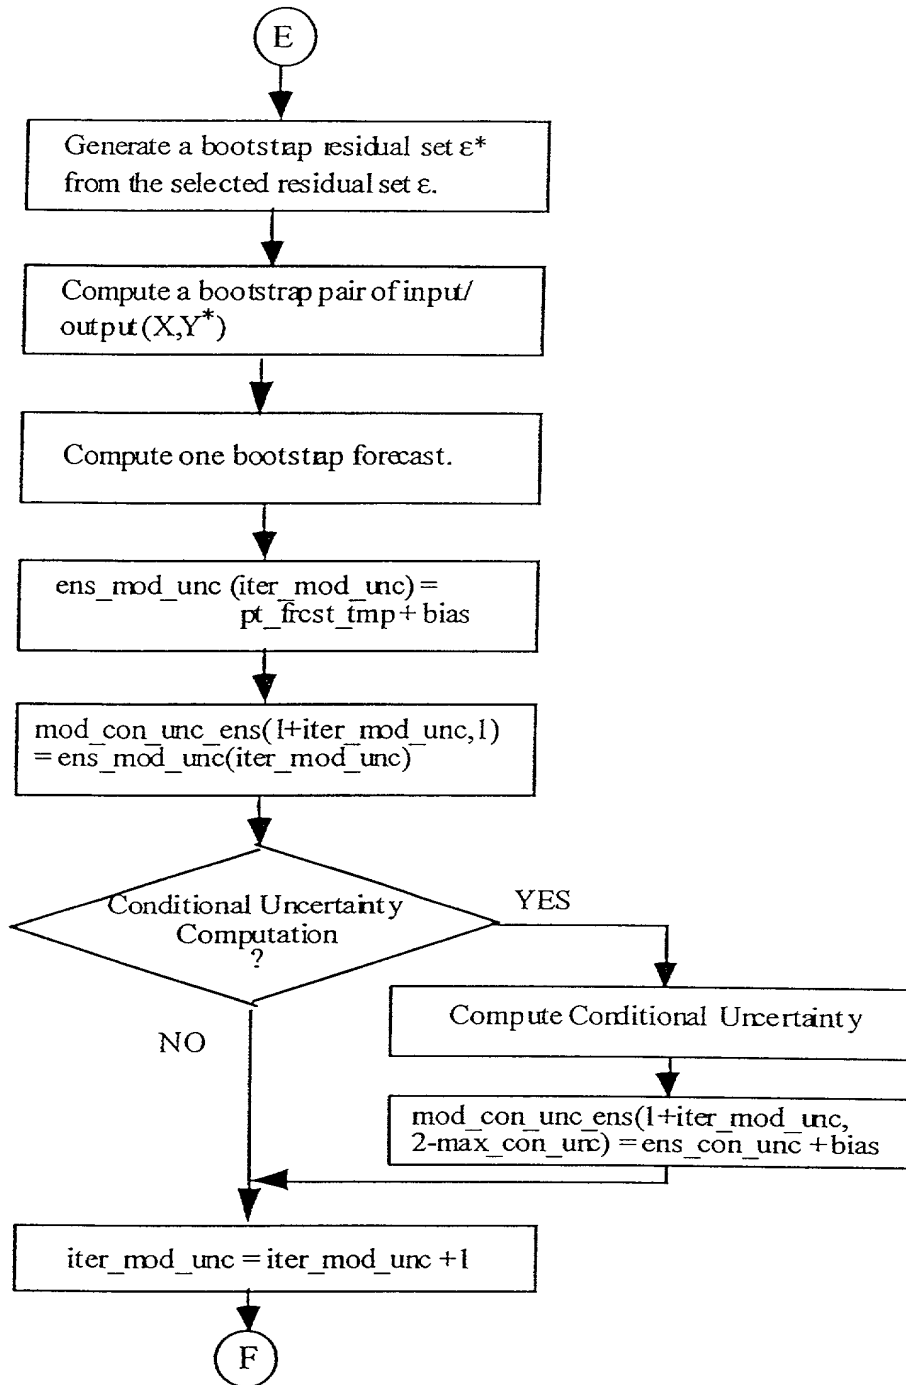 E
Generate a bootstrap residual set ε*
from the selected residual set ε.
Compute a bootstrap pair of input/
output(X,Y*)
Compute one bootstrap forecast.
ens_mod_unc (iter_mod_unc) =
pt_frcst_tmp + bias
mod_con_unc_ens(1+iter_mod_unc,1)
=ens_mod_unc(iter_mod_unc)
Conditional Uncertainty
Computation
?
YES
NO
Compute Conditional Uncertainty
mod_con_unc_ens(1+iter_mod_unc,
2-max_con_unc) = ens_con_unc +bias
iter_mod_unc = iter_mod_unc +1
F